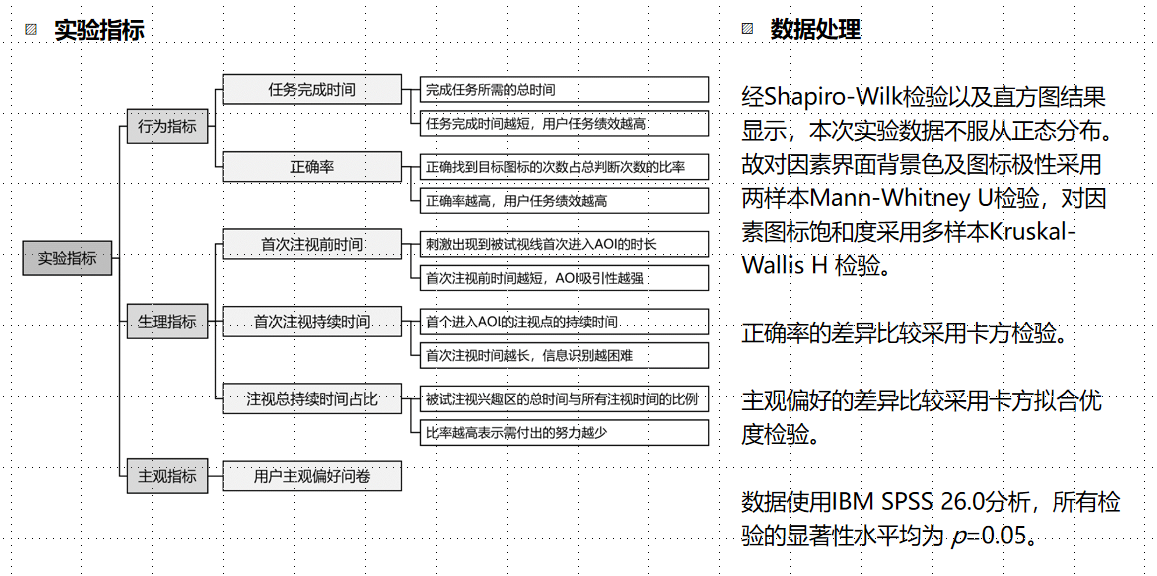 实验指标
实验指标
行为指标
任务完成时间
完成任务所需的总时间
任务完成时间越短，用户任务绩效越高
正确率
正确找到目标图标的次数占总判断次数的比率
正确率越高，用户任务绩效越高
生理指标
首次注视前时间
刺激出现到被试视线首次进入AOI的时长
首次注视前时间越短，AOI吸引性越强
首次注视持续时间
首个进入AOI的注视点的持续时间
首次注视时间越长，信息识别越困难
注视总持续时间占比
被试注视兴趣区的总时间与所有注视时间的比例
比率越高表示需付出的努力越少
主观指标
用户主观偏好问卷
数据处理
经Shapiro-Wilk检验以及直方图结果
显示，本次实验数据不服从正态分布。
故对因素界面背景色及图标极性采用
两样本Mann-Whitney U检验，对因
素图标饱和度采用多样本Kruskal-
Wallis H 检验。
正确率的差异比较采用卡方检验。
主观偏好的差异比较采用卡方拟合优
度检验。
数据使用IBM SPSS 26.0分析，所有检
验的显著性水平均为 p=0.05。